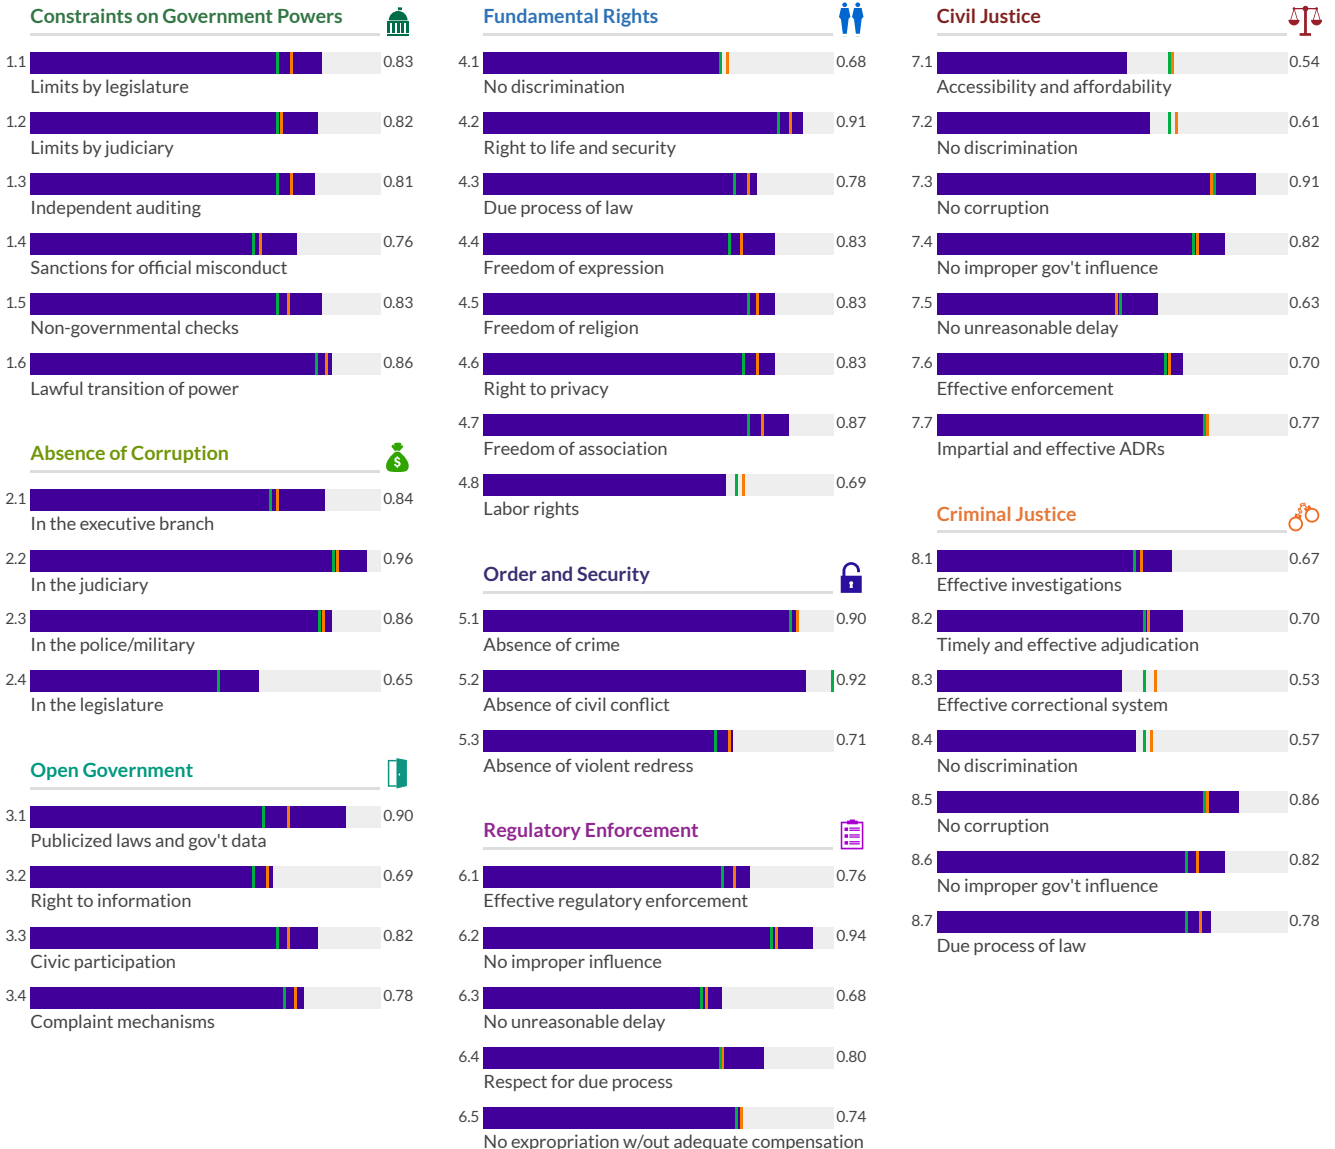 Constraints on Government Powers
1.1 0.83
Limits by legislature
1.2 0.82
Limits by judiciary
1.3 0.81
Independent auditing
1.4 0.76
Sanctions for official misconduct
1.5 0.83
Non-governmental checks
1.6 0.86
Lawful transition of power
Absence of Corruption
$
2.1 0.84
In the executive branch
2.2 0.96
In the judiciary
2.3 0.86
In the police/military
2.4 0.65
In the legislature
Open Government
3.1 0.90
Publicized laws and gov't data
3.2 0.69
Right to information
3.3 0.82
Civic participation
3.4 0.78
Complaint mechanisms
Fundamental Rights
4.1 0.68
No discrimination
4.2 0.91
Right to life and security
4.3 0.78
Due process of law
4.4 0.83
Freedom of expression
4.5 0.83
Freedom of religion
4.6 0.83
Right to privacy
4.7 0.87
Freedom of association
4.8 0.69
Labor rights
Order and Security
5.1 0.90
Absence of crime
5.2 0.92
Absence of civil conflict
5.3 0.71
Absence of violent redress
Regulatory Enforcement
6.1 0.76
Effective regulatory enforcement
6.2 0.94
No improper influence
6.3 0.68
No unreasonable delay
6.4 0.80
Respect for due process
6.5 0.74
No expropriation w/out adequate compensation
Civil Justice
7.1 0.54
Accessibility and affordability
7.2 0.61
No discrimination
7.3 0.91
No corruption
7.4 0.82
No improper gov't influence
7.5 0.63
No unreasonable delay
7.6 0.70
Effective enforcement
7.7 0.77
Impartial and effective ADRs
Criminal Justice
8.1 0.67
Effective investigations
8.2 0.70
Timely and effective adjudication
8.3 0.53
Effective correctional system
8.4 0.57
No discrimination
8.5 0.86
No corruption
8.6 0.82
No improper gov't influence
8.7 0.78
Due process of law